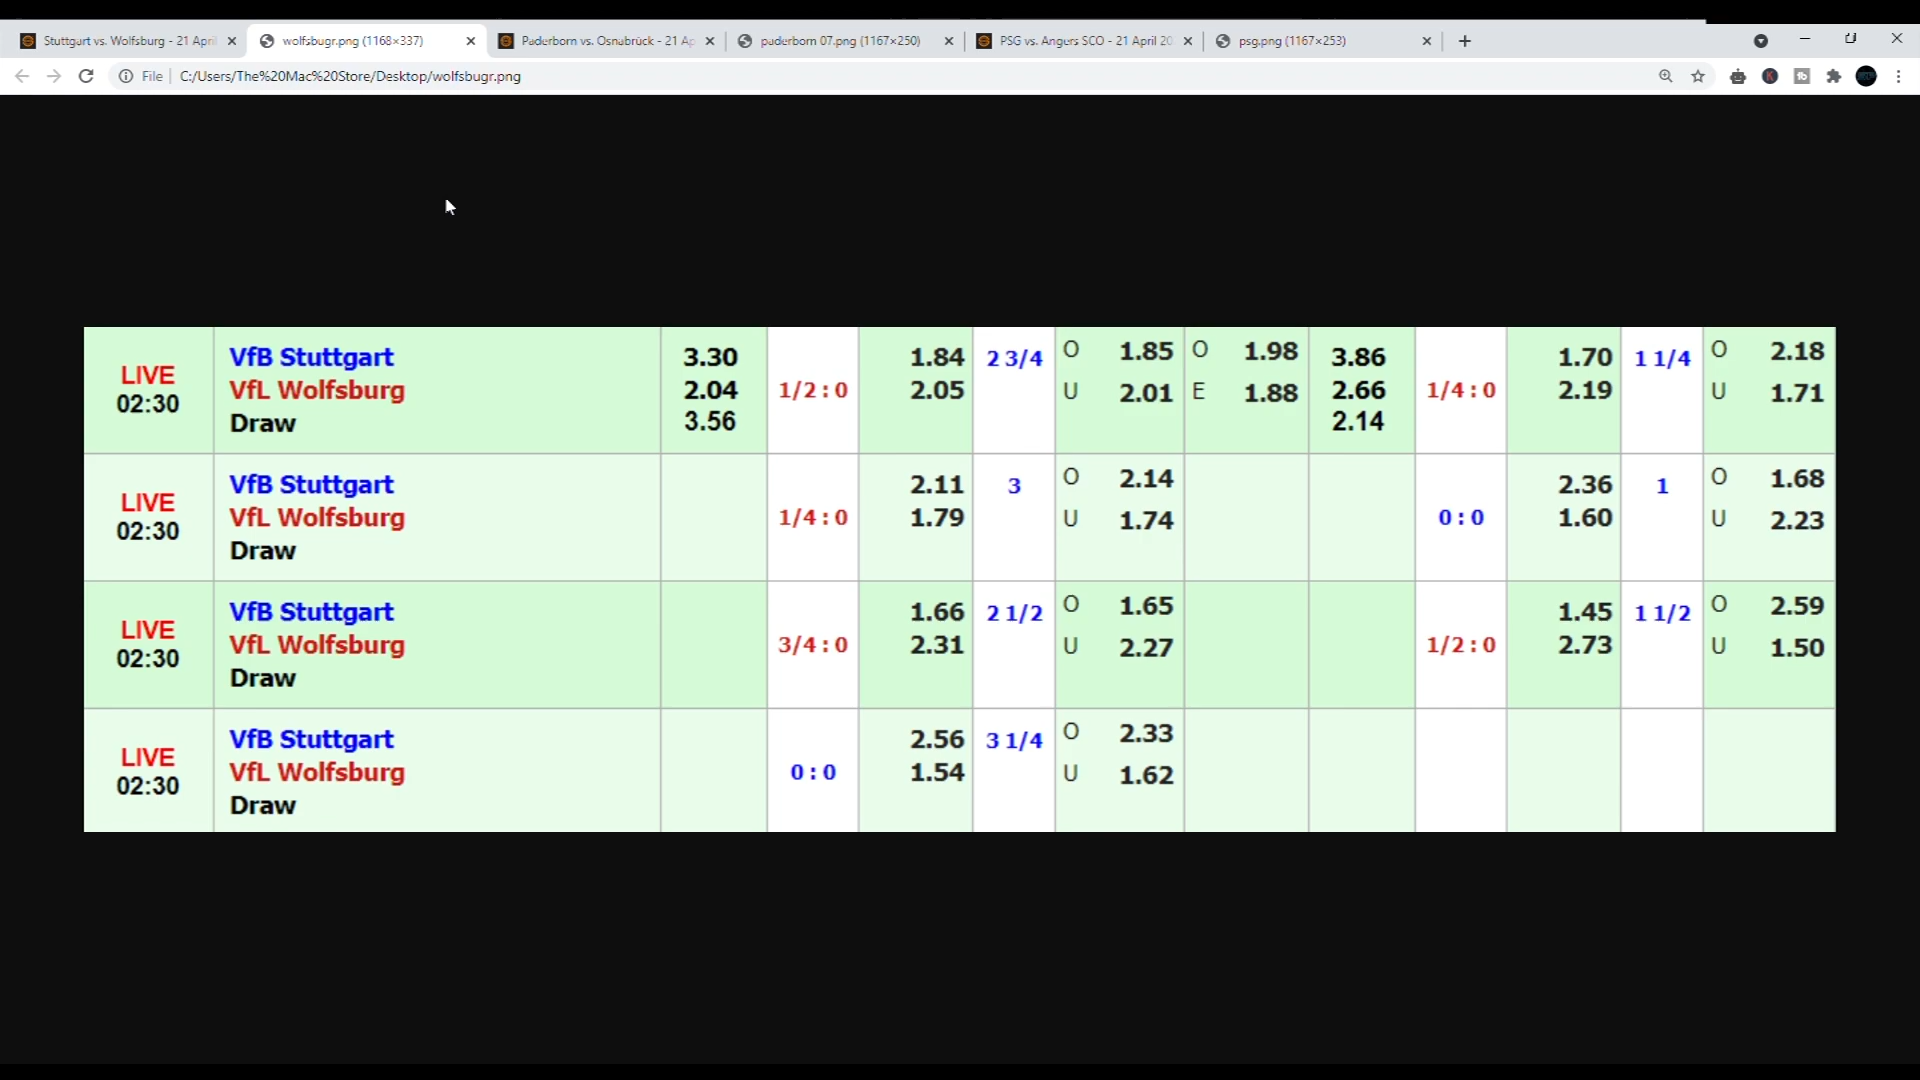 Stuttgart vs. Wolfsburg - 21 Apri
wolfsbugr.png (1168×337)
Paderborn vs. Osnabrück - 21 Ap
paderborn 07.png (1167×250)
PSG vs. Angers SCO - 21 April 20
psg.png (1167×253)
File C:/Users/The%20Mac%20Store/Desktop/wolfsbugr.png
LIVE 02:30
VfB Stuttgart 3.30 1.84 2 3/4 O 1.85 O 1.98 3.86 1.70 1 1/4 O 2.18
VfL Wolfsburg 2.04 1/2 : 0 2.05 U 2.01 E 1.88 2.66 1/4 : 0 2.19 U 1.71
Draw 3.56 2.14
LIVE 02:30
VfB Stuttgart 2.11 3 O 2.14 2.36 1 O 1.68
VfL Wolfsburg 1/4 : 0 1.79 U 1.74 0 : 0 1.60 U 2.23
Draw
LIVE 02:30
VfB Stuttgart 1.66 2 1/2 O 1.65 1.45 1 1/2 O 2.59
VfL Wolfsburg 3/4 : 0 2.31 U 2.27 1/2 : 0 2.73 U 1.50
Draw
LIVE 02:30
VfB Stuttgart 2.56 3 1/4 O 2.33
VfL Wolfsburg 0 : 0 1.54 U 1.62
Draw